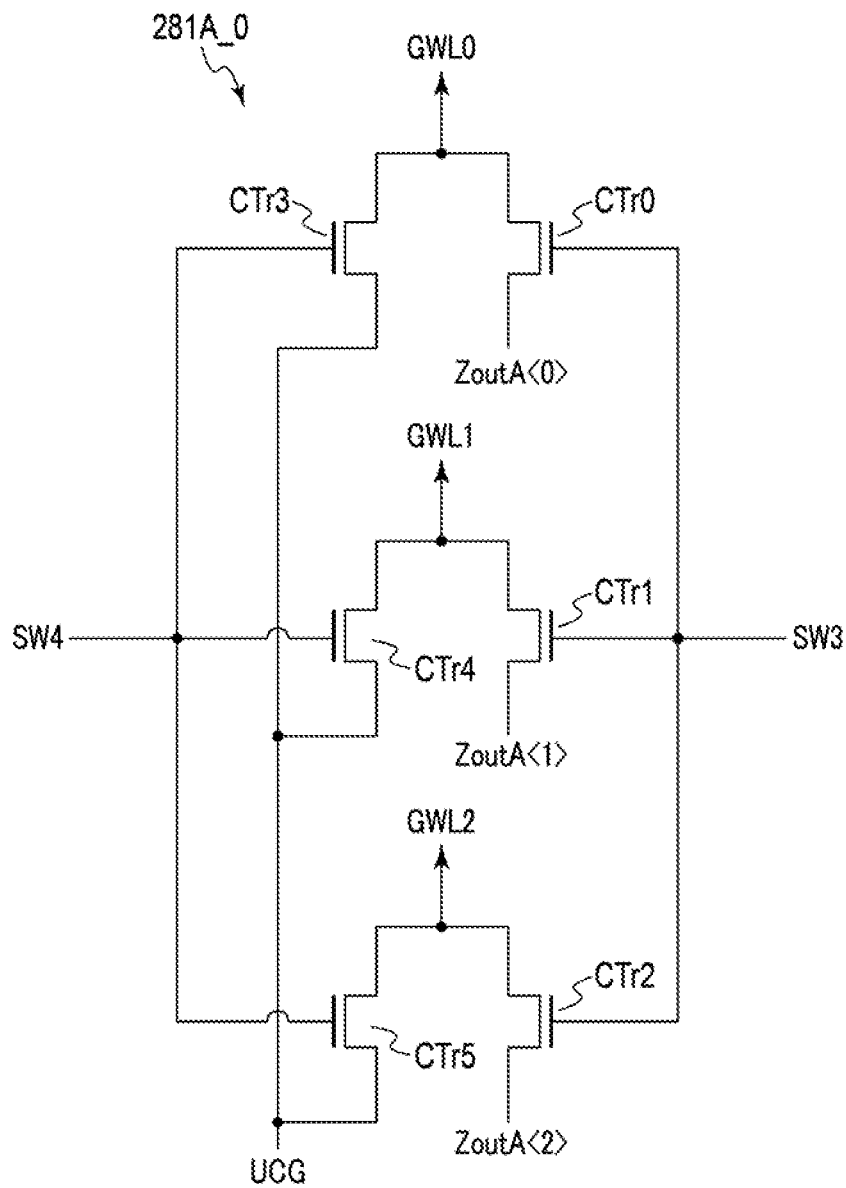 281A_0
GWL0
CTr3
CTr0
ZoutA<0>
GWL1
CTr1
SW4
SW3
CTr4
ZoutA<1>
GWL2
CTr2
CTr5
ZoutA<2>
UCG